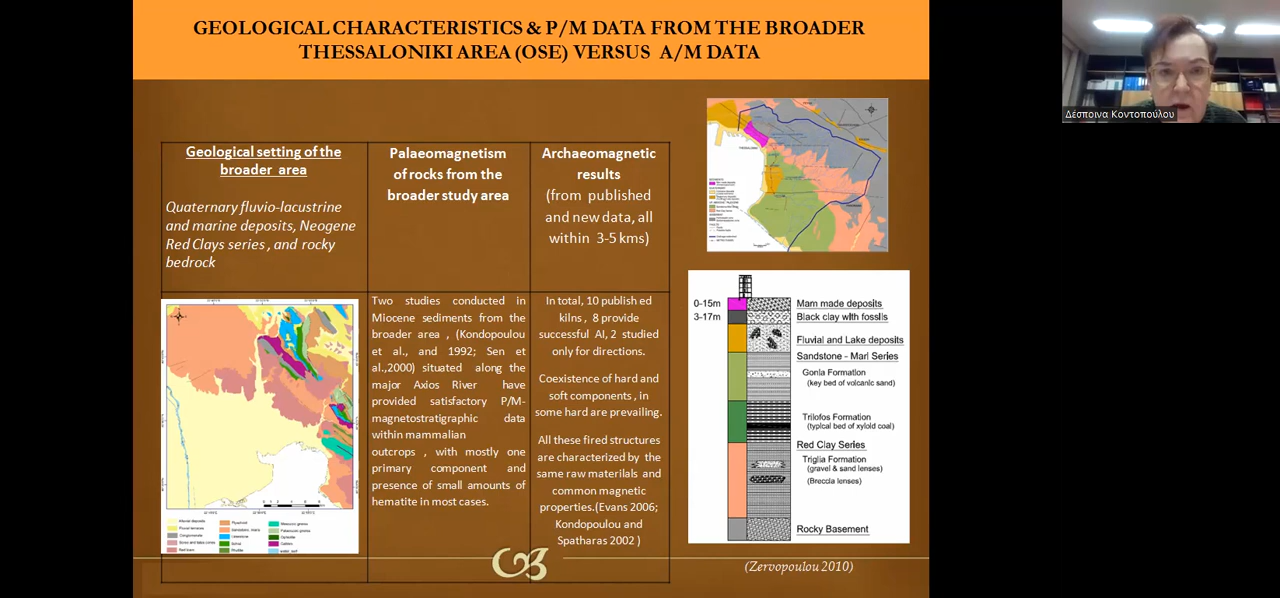 GEOLOGICAL CHARACTERISTICS & P/M DATA FROM THE BROADER
THESSALONIKI AREA (OSE) VERSUS A/M DATA
Δέσποινα Κοντοπούλου
Geological setting of the
broader area
Quaternary fluvio-lacustrine
and marine deposits, Neogene
Red Clays series , and rocky
bedrock
Palaeomagnetism
of rocks from the
broader study area
Archaeomagnetic
results
(from published
and new data, all
within 3-5 kms)
Two studies conducted in
Miocene sediments from the
broader area , (Kondopoulou
et al., and 1992; Sen et
al.,2000) situated along the
major Axios River have
provided satisfactory P/M-
magnetostratigraphic data
within mammalian
outcrops , with mostly one
primary component and
presence of small amounts of
hematite in most cases.
In total, 10 publish ed
kilns , 8 provide
successful AI, 2 studied
only for directions.
Coexistence of hard and
soft components , in
some hard are prevailing.
All these fired structures
are characterized by the
same raw materilals and
common magnetic
properties.(Evans 2006;
Kondopoulou and
Spatharas 2002 )
0-15m
Mam made deposits
3-17m
Black clay with fossils
Fluvial and Lake deposits
Sandstone - Marl Series
Gonia Formation
(key bed of volcanic sand)
Trilofos Formation
(typical bed of xyloid coal)
Red Clay Series
Triglia Formation
(gravel & sand lenses)
(Breccia lenses)
Rocky Basement
(Zervopoulou 2010)